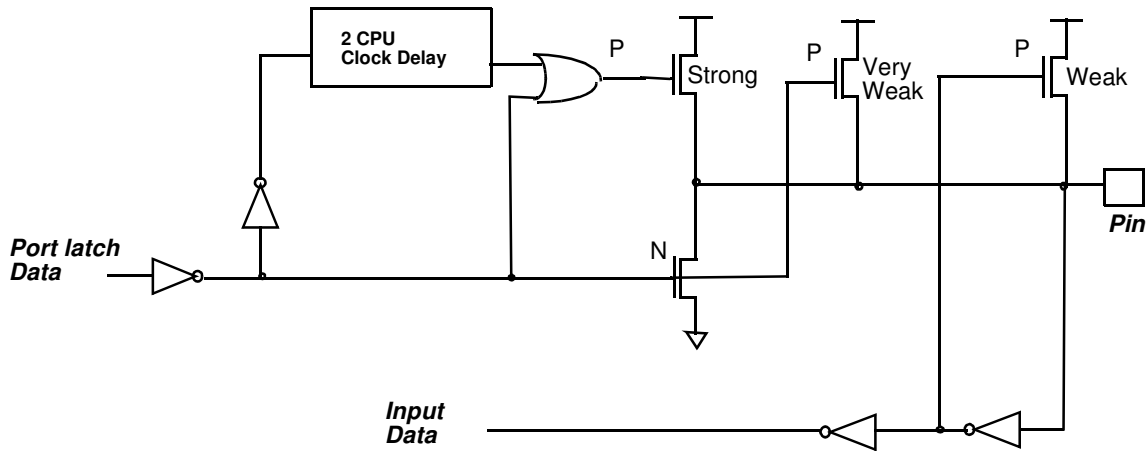 2 CPU
Clock Delay
P
Strong
P
Very
Weak
P
Weak
Pin
N
Port latch
Data
Input
Data